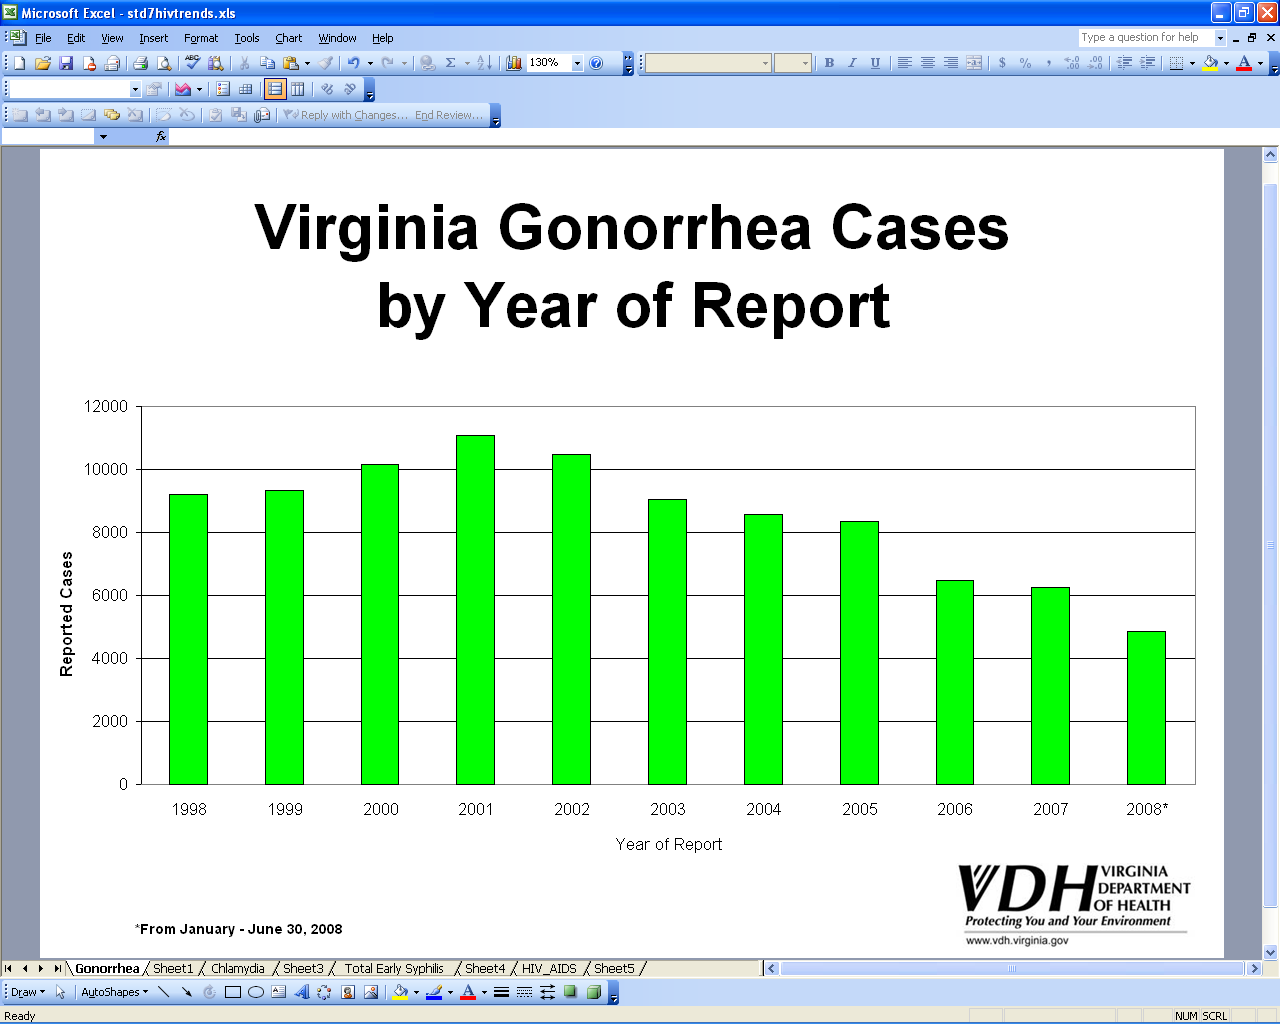 Microsoft Excel - std7hivtrends.xls
File Edit View Insert Format Tools Chart Window Help
Type a question for help
130%
Reply with Changes... End Review...
fx
Virginia Gonorrhea Cases
by Year of Report
12000
10000
8000
6000
4000
2000
0
Reported Cases
1998 1999 2000 2001 2002 2003 2004 2005 2006 2007 2008*
Year of Report
VDH VIRGINIA
DEPARTMENT
OF HEALTH
Protecting You and Your Environment
www.vdh.virginia.gov
*From January - June 30, 2008
Gonorrhea Sheet1 Chlamydia Sheet3 Total Early Syphilis Sheet4 HIV_AIDS Sheet5
Draw AutoShapes
Ready NUM SCRL